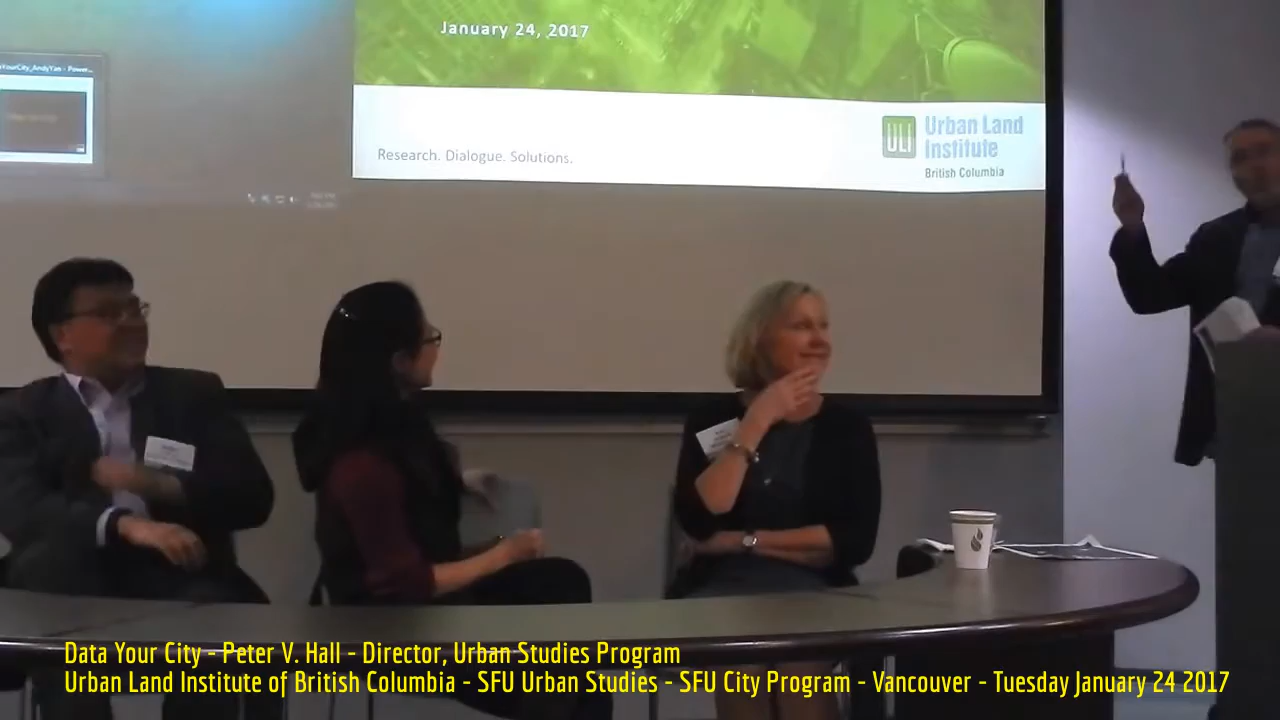 January 24, 2017
YourCity_AndyYan - Power...
Research. Dialogue. Solutions.
ULI
Urban Land
Institute
British Columbia
Data Your City - Peter V. Hall - Director, Urban Studies Program
Urban Land Institute of British Columbia - SFU Urban Studies - SFU City Program - Vancouver - Tuesday January 24 2017